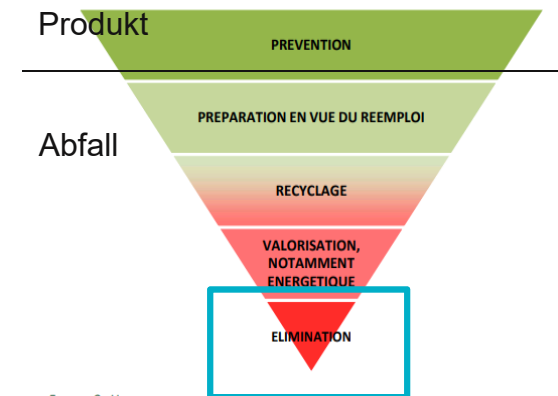 Produkt
PREVENTION
PREPARATION EN VUE DU REEMPLOI
Abfall
RECYCLAGE
VALORISATION,
NOTAMMENT
ENERGETIQUE
ELIMINATION